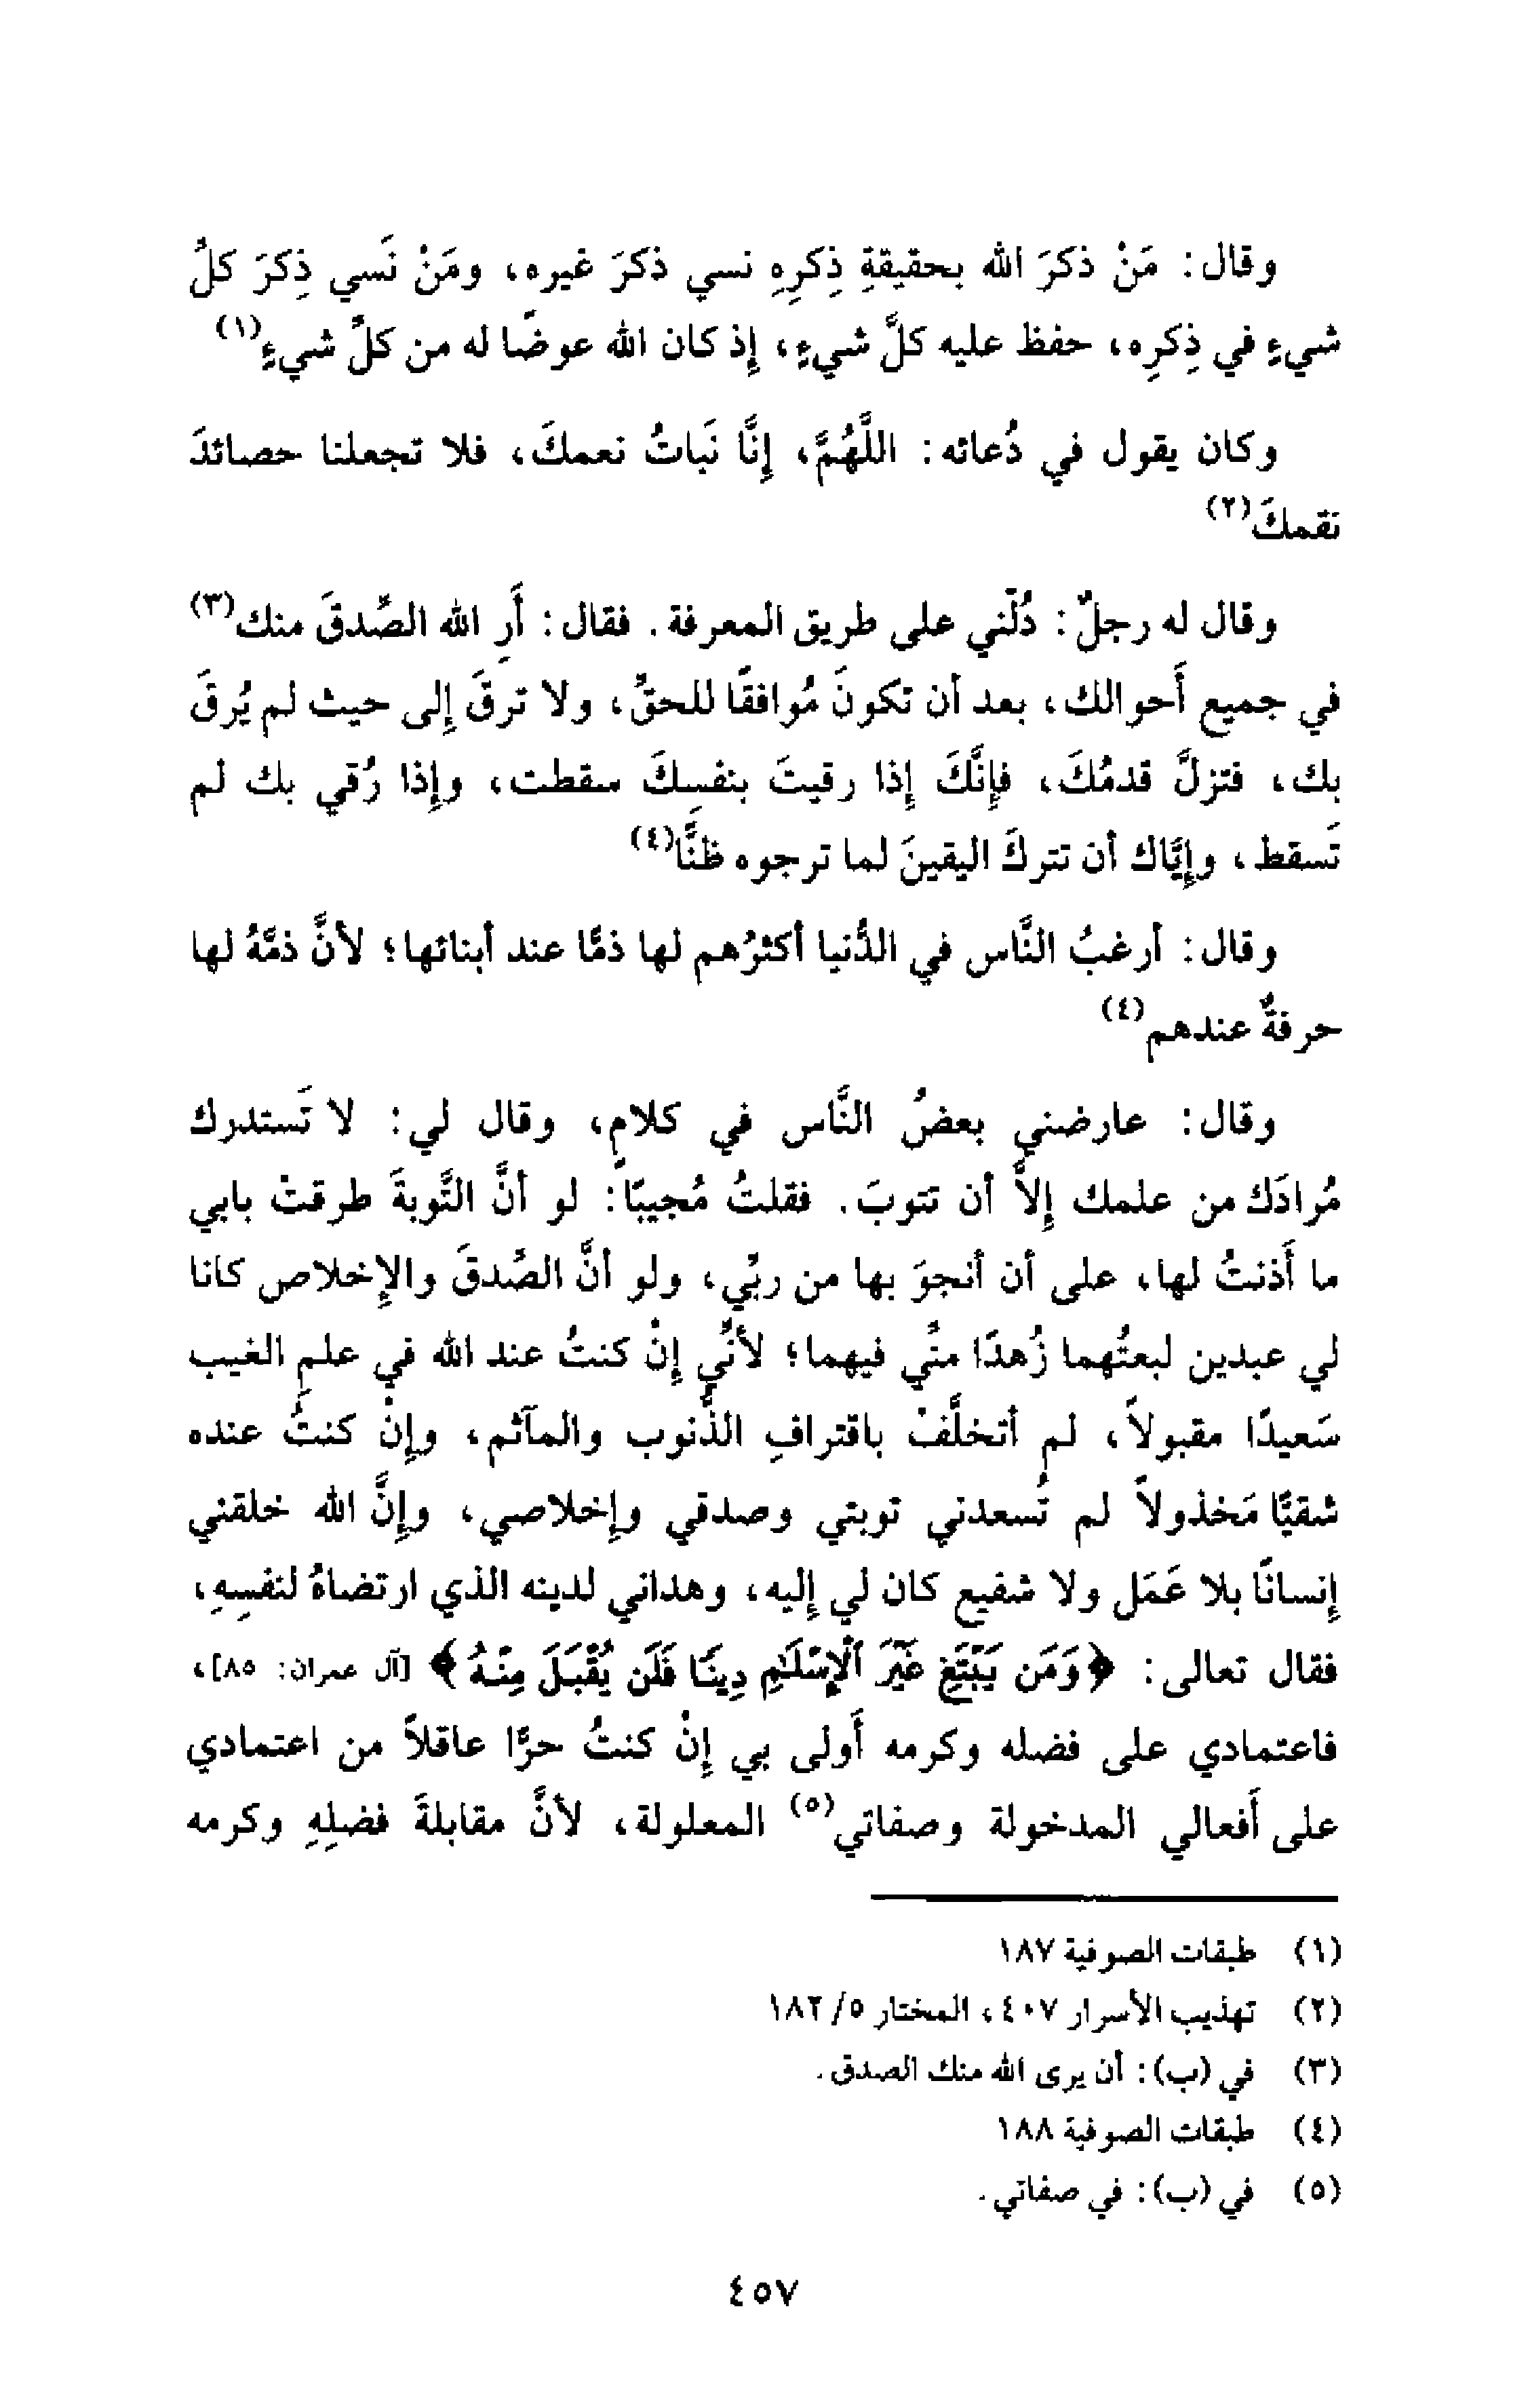 وقال: مَنْ ذكرَ الله بحقيقةِ ذِكرِهِ نسي ذكرَ غيره، ومَنْ نَسي ذِكرَ كلِّ
شيءٍ في ذِكرِه، حفظ عليه كلَّ شيءٍ، إذ كان الله عوضًا له من كلِّ شيءٍ(١)
وكان يقول في دُعائه: اللَّهُمَّ، إنَّا نَباتُ نعمكَ، فلا تجعلنا حصائدَ
نقمكَ(٢)
وقال له رجلٌ: دُلَّني على طريق المعرفة. فقال: أَرِ الله الصِّدقَ منك(٣)
في جميع أَحوالك، بعد أن تكونَ مُوافقًا للحقِّ، ولا ترقَ إلى حيث لم يُرقَ
بك، فتزلَّ قدمُكَ، فإنَّكَ إذا رقيتَ بنفسِكَ سقطت، وإذا رُقي بك لم
تَسقط، وإيَّاك أن تتركَ اليقينَ لما ترجوه ظنًّا(٤)
وقال: أرغبُ النَّاس في الدُّنيا أكثرُهم لها ذمًّا عند أبنائها؛ لأنَّ ذمَّهُ لها
حرفةٌ عندهم(٤)
وقال: عارضني بعضُ النَّاس في كلامٍ، وقال لي: لا تَستدرك
مُرادَك من علمك إلاَّ أن تتوبَ. فقلتُ مُجيبًا: لو أنَّ التَّوبةَ طرقتْ بابي
ما أَذنتُ لها، على أن أنجوَ بها من ربِّي، ولو أنَّ الصِّدقَ والإخلاص كانا
لي عبدين لبعتُهما زُهدًا منِّي فيهما؛ لأنِّي إنْ كنتُ عند الله في علمِ الغيب
سَعيدًا مقبولاً، لم أتخلَّفْ باقترافِ الذُّنوب والمآثم، وإنْ كنتُ عنده
شقيًّا مَخذولاً لم تُسعدني توبتي وصدقي وإخلاصي، وإنَّ الله خلقني
إنسانًا بلا عَمَل ولا شفيع كان لي إليه، وهداني لدينه الذي ارتضاهُ لنفسِهِ،
فقال تعالى: ﴿وَمَن يَبْتَغِ غَيْرَ ٱلْإِسْلَٰمِ دِينًا فَلَن يُقْبَلَ مِنْهُ﴾ [آل عمران: ٨٥]،
فاعتمادي على فضله وكرمه أَولى بي إنْ كنتُ حرًّا عاقلاً من اعتمادي
على أَفعالي المدخولة وصفاتي(٥) المعلولة، لأنَّ مقابلةَ فضلِهِ وكرمه
(١) طبقات الصوفية ١٨٧
(٢) تهذيب الأسرار ٤٠٧، المختار ٥/ ١٨٢
(٣) في (ب): أن يرى الله منك الصدق.
(٤) طبقات الصوفية ١٨٨
(٥) في (ب): في صفاتي.
٤٥٧